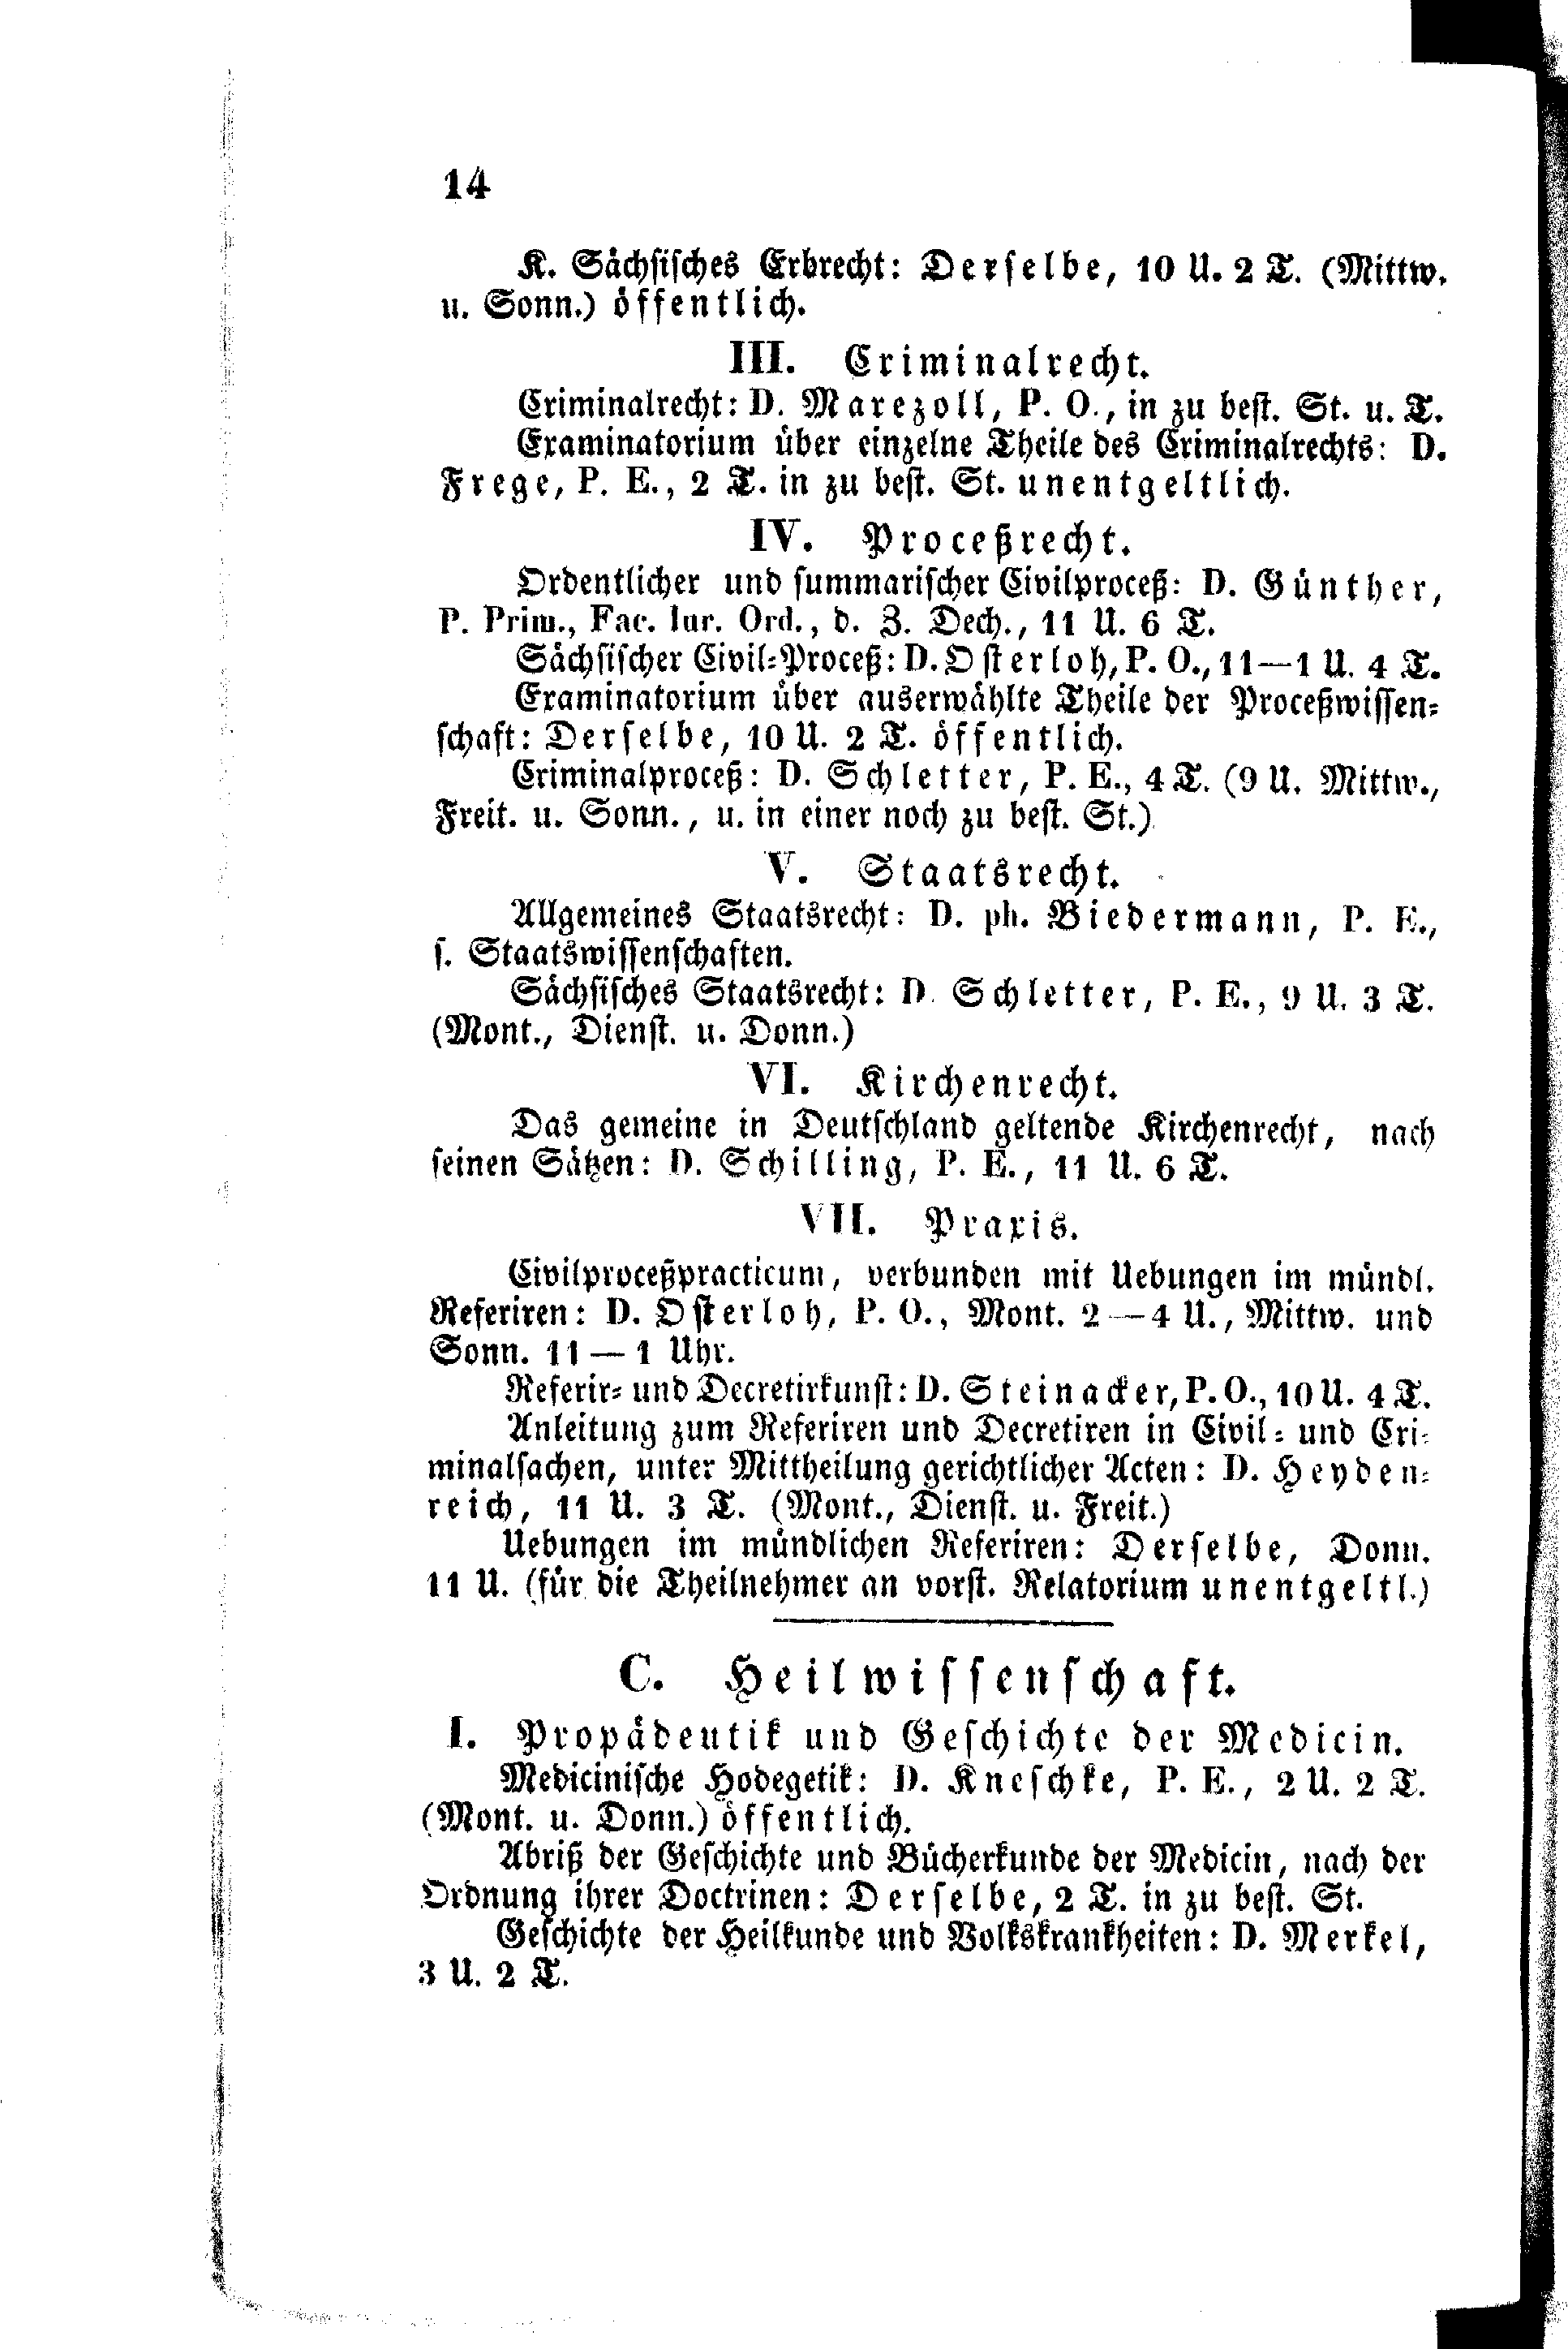 14
K. Sächsisches Erbrecht: Derselbe, 10 U. 2 T. (Mittw.
u. Sonn.) öffentlich.
III. Criminalrecht.
Criminalrecht: D. Marezoll, P. O., in zu best. St. u. T.
Examinatorium über einzelne Theile des Criminalrechts: D.
Frege, P. E., 2 T. in zu best. St. unentgeltlich.
IV. Proceßrecht.
Ordentlicher und summarischer Civilproceß: D. Günther,
P. Prim., Fac. Iur. Ord., d. Z. Dech., 11 U. 6 T.
Sächsischer Civil-Proceß: D. Osterloh, P. O., 11—1 U. 4 T.
Examinatorium über auserwählte Theile der Proceßwissen-
schaft: Derselbe, 10 U. 2 T. öffentlich.
Criminalproceß: D. Schletter, P. E., 4 T. (9 U. Mittw.,
Freit. u. Sonn., u. in einer noch zu best. St.)
V. Staatsrecht.
Allgemeines Staatsrecht: D. ph. Biedermann, P. E.,
s. Staatswissenschaften.
Sächsisches Staatsrecht: D. Schletter, P. E., 9 U. 3 T.
(Mont., Dienst. u. Donn.)
VI. Kirchenrecht.
Das gemeine in Deutschland geltende Kirchenrecht, nach
seinen Sätzen: D. Schilling, P. E., 11 U. 6 T.
VII. Praxis.
Civilproceßpracticum, verbunden mit Uebungen im mündl.
Referiren: D. Osterloh, P. O., Mont. 2—4 U., Mittw. und
Sonn. 11—1 Uhr.
Referir- und Decretirkunst: D. Steinacker, P. O., 10 U. 4 T.
Anleitung zum Referiren und Decretiren in Civil- und Cri-
minalsachen, unter Mittheilung gerichtlicher Acten: D. Heyden-
reich, 11 U. 3 T. (Mont., Dienst. u. Freit.)
Uebungen im mündlichen Referiren: Derselbe, Donn.
11 U. (für die Theilnehmer an vorst. Relatorium unentgeltl.)
C. Heilwissenschaft.
I. Propädeutik und Geschichte der Medicin.
Medicinische Hodegetik: D. Kneschke, P. E., 2 U. 2 T.
(Mont. u. Donn.) öffentlich.
Abriß der Geschichte und Bücherkunde der Medicin, nach der
Ordnung ihrer Doctrinen: Derselbe, 2 T. in zu best. St.
Geschichte der Heilkunde und Volkskrankheiten: D. Merkel,
3 U. 2 T.